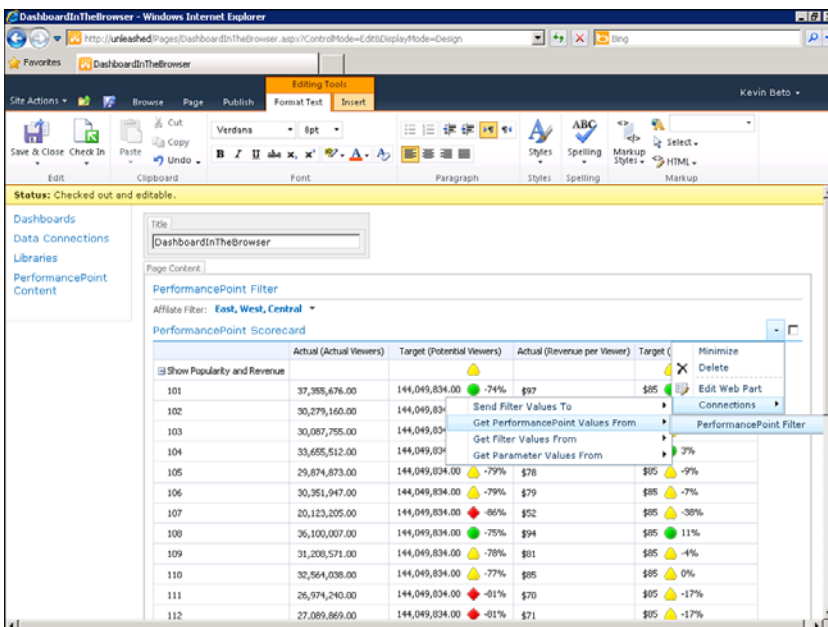 DashboardInTheBrowser - Windows Internet Explorer
http://unleashed/Pages/DashboardInTheBrowser.aspx?ControlMode=Edit&DisplayMode=Design
Bing
Favorites DashboardInTheBrowser
Editing Tools
Site Actions Browse Page Publish Format Text Insert Kevin Beto
Save & Close Check In Paste Cut Copy Undo
Verdana 8pt
B I U abc x, x² A
Styles ABC Spelling Markup Styles Select HTML
Edit Clipboard Font Paragraph Styles Spelling Markup
Status: Checked out and editable.
Dashboards
Data Connections
Libraries
PerformancePoint Content
Title
DashboardInTheBrowser
Page Content
PerformancePoint Filter
Affilate Filter: East, West, Central
PerformancePoint Scorecard
Actual (Actual Viewers) Target (Potential Viewers) Actual (Revenue per Viewer) Target (
Show Popularity and Revenue
101 37,355,676.00 144,049,834.00 -74% $97 $85
102 30,279,160.00 144,049,834
103 30,087,755.00 144,049,834
104 33,655,512.00 144,049,834 3%
105 29,874,873.00 144,049,834.00 -79% $78 $85 -9%
106 30,351,947.00 144,049,834.00 -79% $79 $85 -7%
107 20,123,205.00 144,049,834.00 -86% $52 $85 -38%
108 36,100,007.00 144,049,834.00 -75% $94 $85 11%
109 31,208,571.00 144,049,834.00 -78% $81 $85 -4%
110 32,564,038.00 144,049,834.00 -77% $85 $85 0%
111 26,974,240.00 144,049,834.00 -81% $70 $85 -17%
112 27,089,869.00 144,049,834.00 -81% $71 $85 -17%
Minimize
Delete
Edit Web Part
Connections
Send Filter Values To
Get PerformancePoint Values From
Get Filter Values From
Get Parameter Values From
PerformancePoint Filter